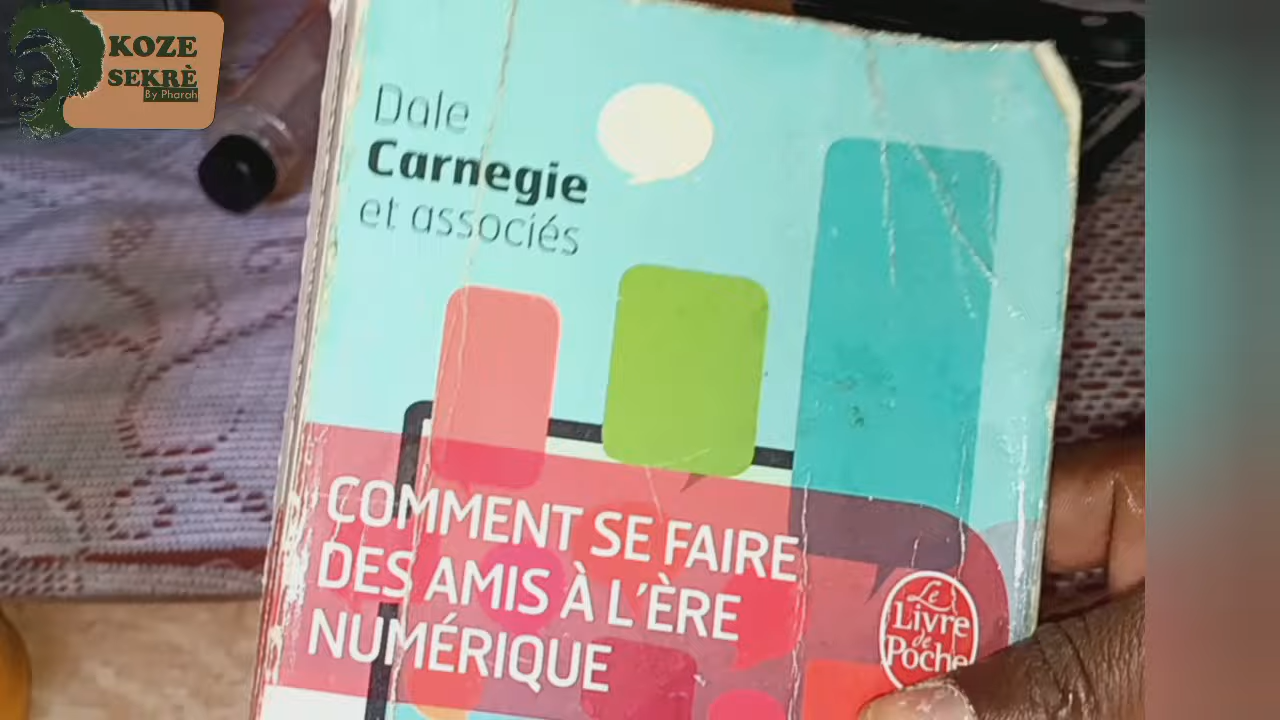 KOZE
SEKRÈ
By Pharah
Dale
Carnegie
et associés
COMMENT SE FAIRE
DES AMIS À L'ÈRE
NUMÉRIQUE
Le
Livre
de
Poche